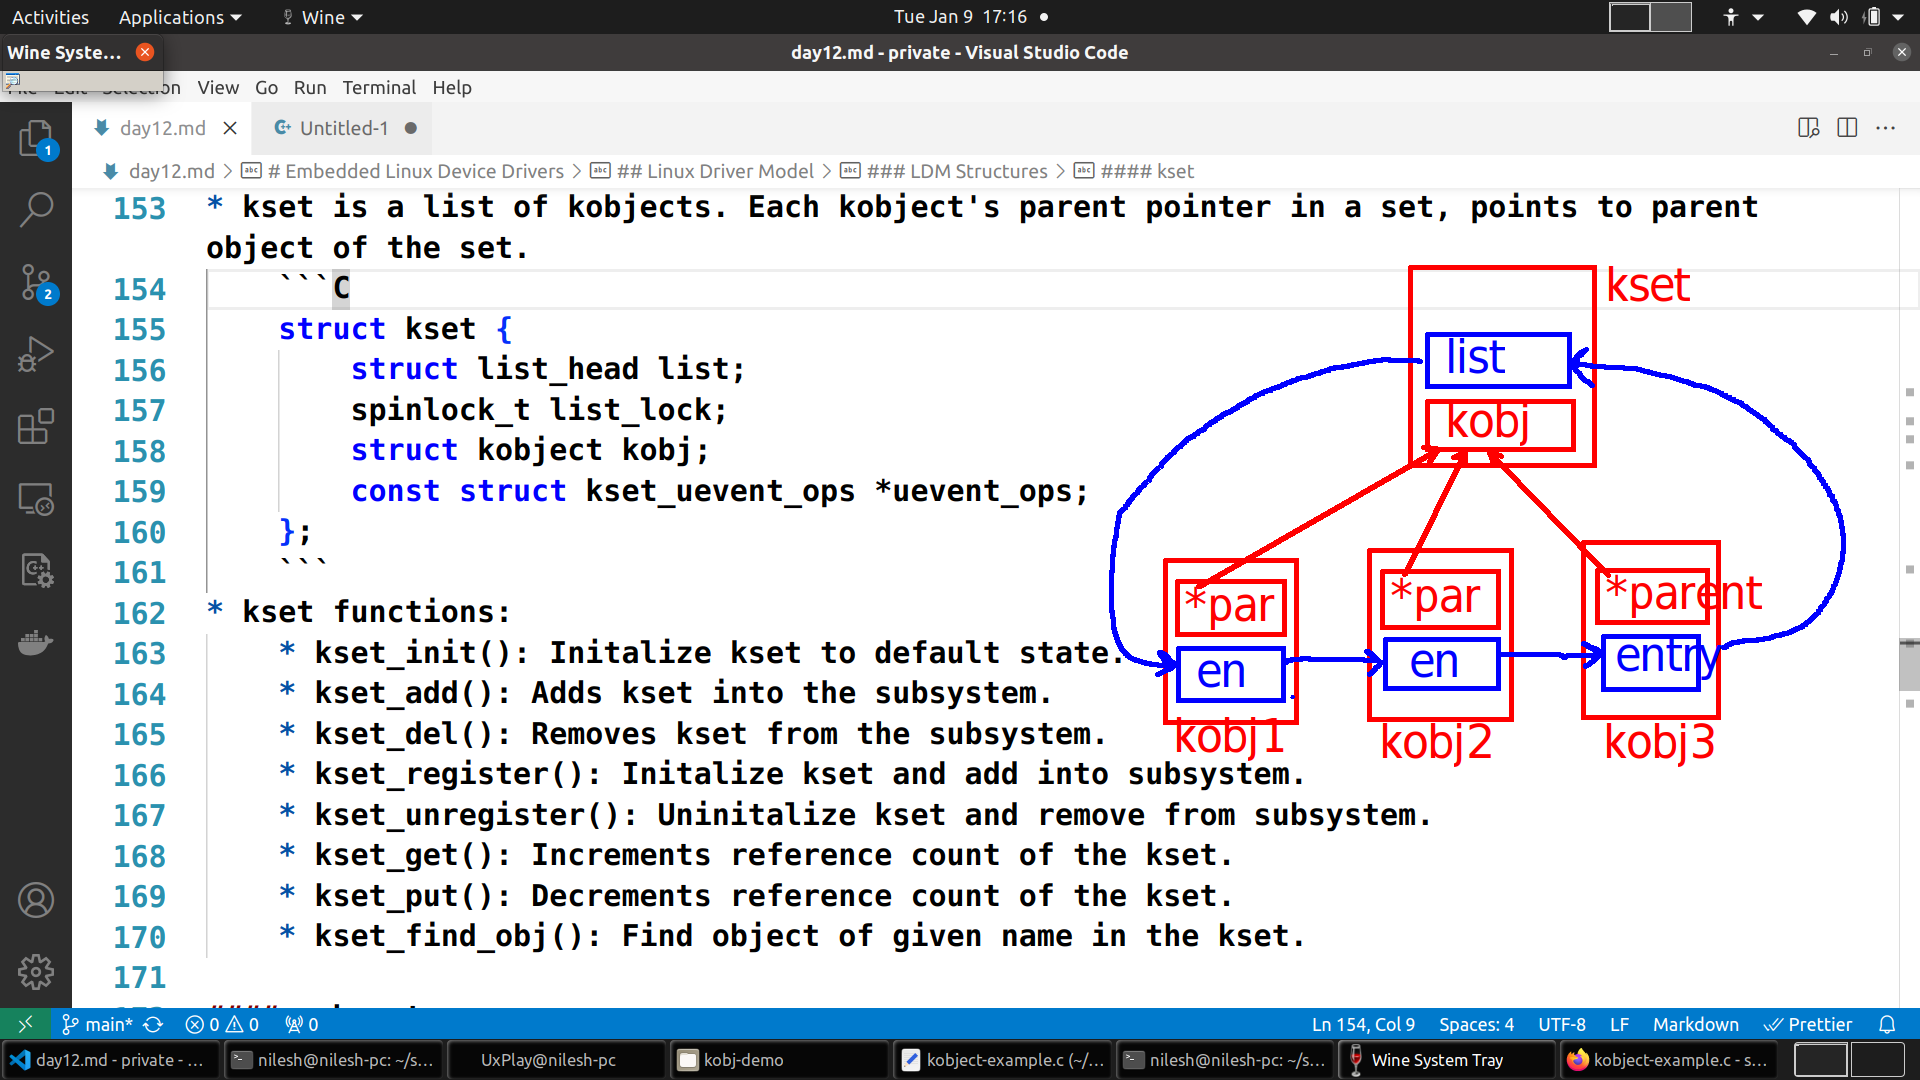 Activities Applications Wine Tue Jan 9 17:16
Wine Syste...
day12.md - private - Visual Studio Code
Selection View Go Run Terminal Help
day12.md Untitled-1
day12.md > # Embedded Linux Device Drivers > ## Linux Driver Model > ### LDM Structures > #### kset
153 * kset is a list of kobjects. Each kobject's parent pointer in a set, points to parent
object of the set.
154 ```C
155 struct kset {
156 struct list_head list;
157 spinlock_t list_lock;
158 struct kobject kobj;
159 const struct kset_uevent_ops *uevent_ops;
160 };
161 ```
162 * kset functions:
163 * kset_init(): Initalize kset to default state.
164 * kset_add(): Adds kset into the subsystem.
165 * kset_del(): Removes kset from the subsystem.
166 * kset_register(): Initalize kset and add into subsystem.
167 * kset_unregister(): Uninitalize kset and remove from subsystem.
168 * kset_get(): Increments reference count of the kset.
169 * kset_put(): Decrements reference count of the kset.
170 * kset_find_obj(): Find object of given name in the kset.
171
kset
list
kobj
*par *par *parent
en en entry
kobj1 kobj2 kobj3
1
2
main* 0 0 0 Ln 154, Col 9 Spaces: 4 UTF-8 LF Markdown Prettier
day12.md - private - ... nilesh@nilesh-pc: ~/s... UxPlay@nilesh-pc kobj-demo kobject-example.c (~/... nilesh@nilesh-pc: ~/s... Wine System Tray kobject-example.c - s...